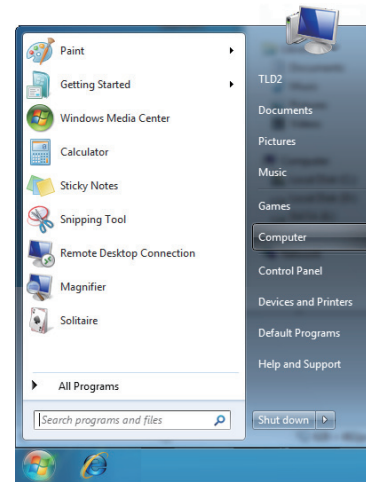 Paint
Getting Started
Windows Media Center
Calculator
Sticky Notes
Snipping Tool
Remote Desktop Connection
Magnifier
Solitaire
All Programs
Search programs and files
TLD2
Documents
Pictures
Music
Games
Computer
Control Panel
Devices and Printers
Default Programs
Help and Support
Shut down